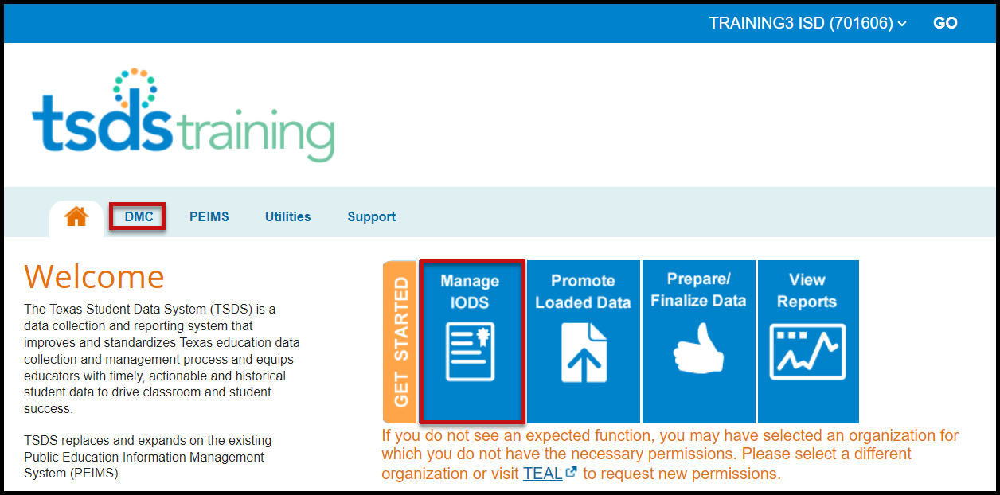 TRAINING3 ISD (701606) GO
tsds training
DMC PEIMS Utilities Support
Welcome
The Texas Student Data System (TSDS) is a
data collection and reporting system that
improves and standardizes Texas education data
collection and management process and equips
educators with timely, actionable and historical
student data to drive classroom and student
success.
TSDS replaces and expands on the existing
Public Education Information Management
System (PEIMS).
GET STARTED
Manage
IODS
Promote
Loaded Data
Prepare/
Finalize Data
View
Reports
If you do not see an expected function, you may have selected an organization for
which you do not have the necessary permissions. Please select a different
organization or visit TEAL to request new permissions.